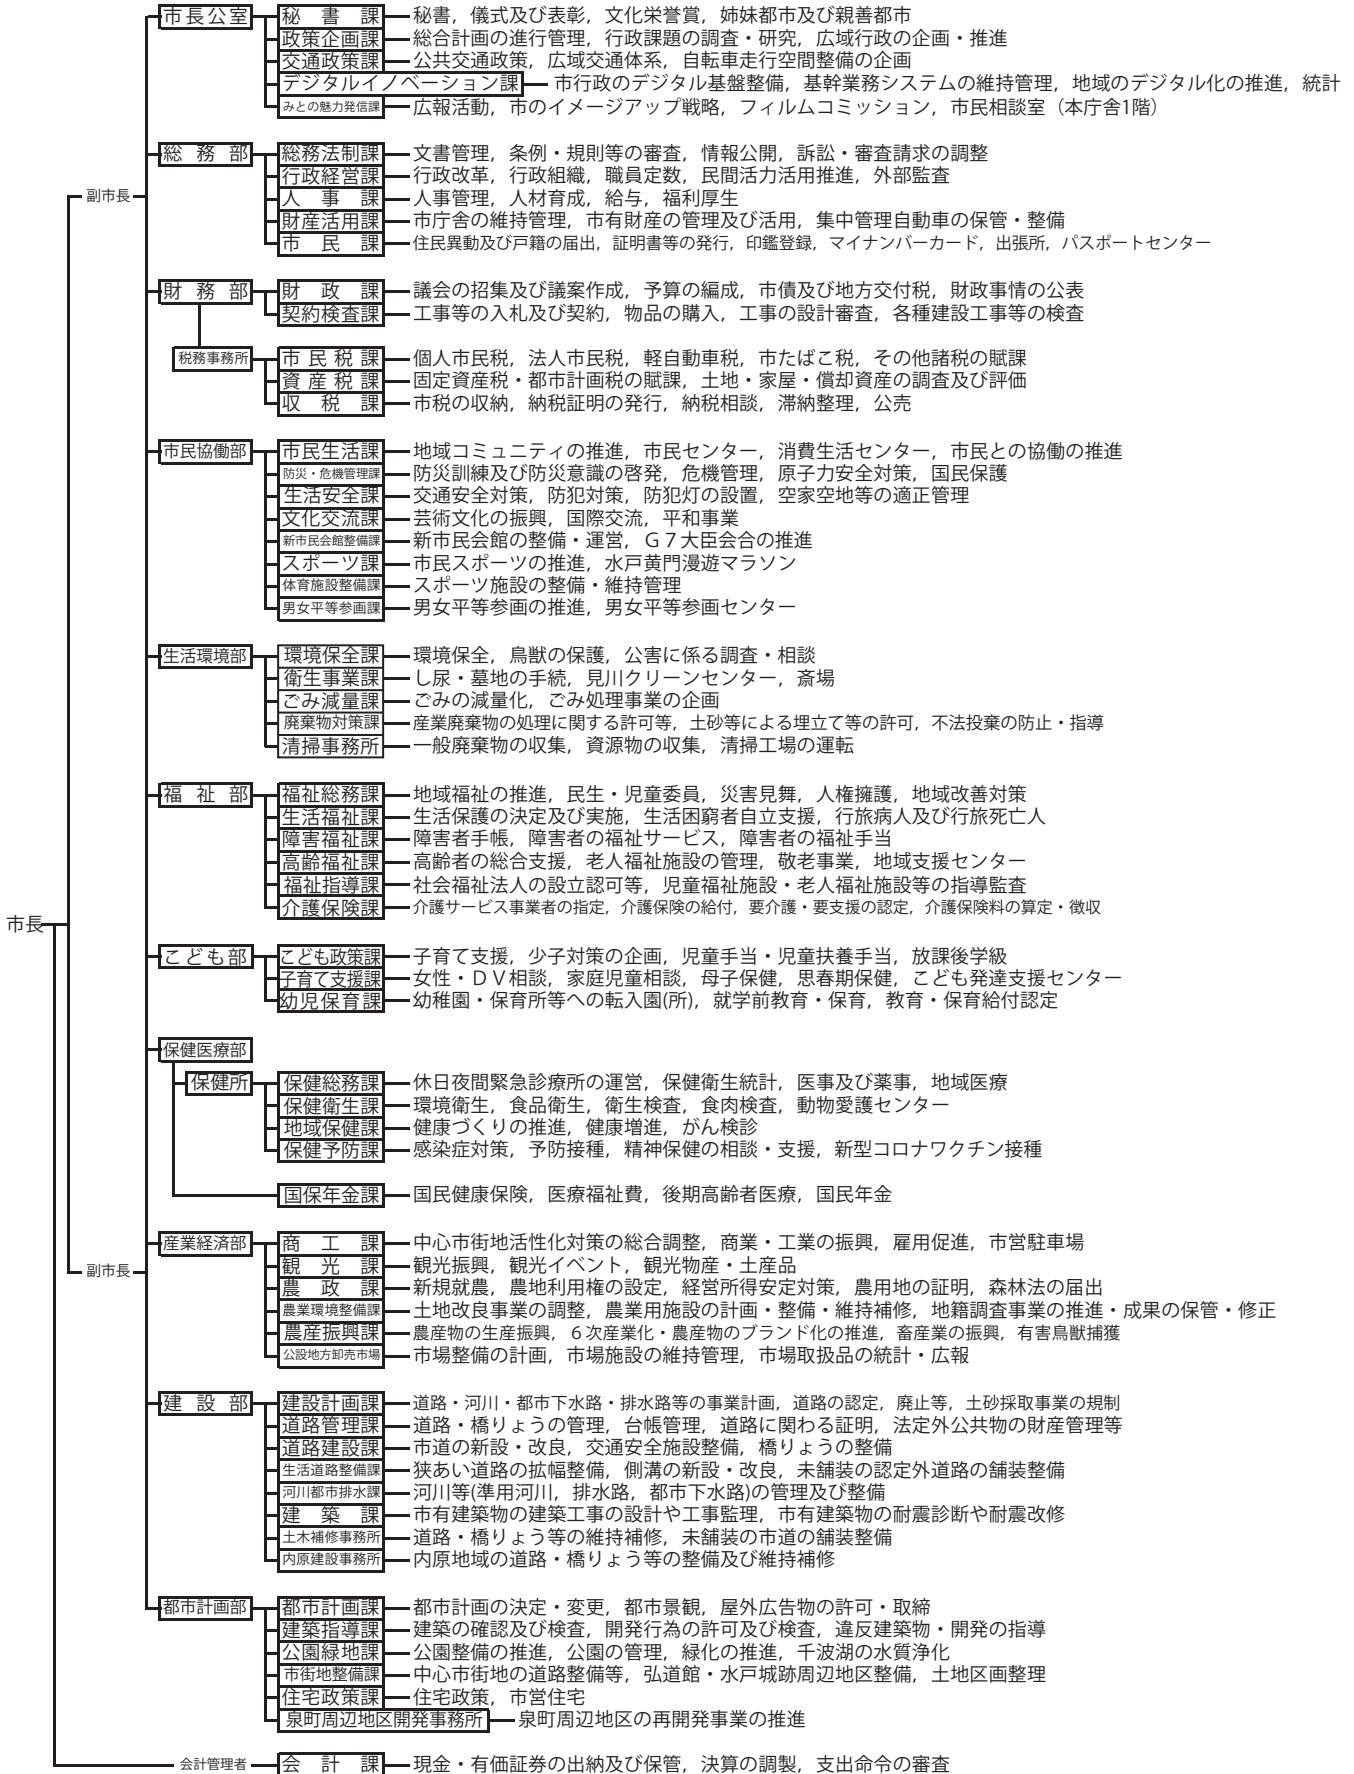 市長公室 秘書課 秘書，儀式及び表彰，文化栄誉賞，姉妹都市及び親善都市
政策企画課 総合計画の進行管理，行政課題の調査・研究，広域行政の企画・推進
交通政策課 公共交通政策，広域交通体系，自転車走行空間整備の企画
デジタルイノベーション課 市行政のデジタル基盤整備，基幹業務システムの維持管理，地域のデジタル化の推進，統計
みとの魅力発信課 広報活動，市のイメージアップ戦略，フィルムコミッション，市民相談室（本庁舎1階）
総務部 総務法制課 文書管理，条例・規則等の審査，情報公開，訴訟・審査請求の調整
行政経営課 行政改革，行政組織，職員定数，民間活力活用推進，外部監査
副市長 人事課 人事管理，人材育成，給与，福利厚生
財産活用課 市庁舎の維持管理，市有財産の管理及び活用，集中管理自動車の保管・整備
市民課 住民異動及び戸籍の届出，証明書等の発行，印鑑登録，マイナンバーカード，出張所，パスポートセンター
財務部 財政課 議会の招集及び議案作成，予算の編成，市債及び地方交付税，財政事情の公表
契約検査課 工事等の入札及び契約，物品の購入，工事の設計審査，各種建設工事等の検査
税務事務所 市民税課 個人市民税，法人市民税，軽自動車税，市たばこ税，その他諸税の賦課
資産税課 固定資産税・都市計画税の賦課，土地・家屋・償却資産の調査及び評価
収税課 市税の収納，納税証明の発行，納税相談，滞納整理，公売
市民協働部 市民生活課 地域コミュニティの推進，市民センター，消費生活センター，市民との協働の推進
防災・危機管理課 防災訓練及び防災意識の啓発，危機管理，原子力安全対策，国民保護
生活安全課 交通安全対策，防犯対策，防犯灯の設置，空家空地等の適正管理
文化交流課 芸術文化の振興，国際交流，平和事業
新市民会館整備課 新市民会館の整備・運営，Ｇ７大臣会合の推進
スポーツ課 市民スポーツの推進，水戸黄門漫遊マラソン
体育施設整備課 スポーツ施設の整備・維持管理
男女平等参画課 男女平等参画の推進，男女平等参画センター
生活環境部 環境保全課 環境保全，鳥獣の保護，公害に係る調査・相談
衛生事業課 し尿・墓地の手続，見川クリーンセンター，斎場
ごみ減量課 ごみの減量化，ごみ処理事業の企画
廃棄物対策課 産業廃棄物の処理に関する許可等，土砂等による埋立て等の許可，不法投棄の防止・指導
清掃事務所 一般廃棄物の収集，資源物の収集，清掃工場の運転
福祉部 福祉総務課 地域福祉の推進，民生・児童委員，災害見舞，人権擁護，地域改善対策
生活福祉課 生活保護の決定及び実施，生活困窮者自立支援，行旅病人及び行旅死亡人
障害福祉課 障害者手帳，障害者の福祉サービス，障害者の福祉手当
高齢福祉課 高齢者の総合支援，老人福祉施設の管理，敬老事業，地域支援センター
福祉指導課 社会福祉法人の設立認可等，児童福祉施設・老人福祉施設等の指導監査
介護保険課 介護サービス事業者の指定，介護保険の給付，要介護・要支援の認定，介護保険料の算定・徴収
市長
こども部 こども政策課 子育て支援，少子対策の企画，児童手当・児童扶養手当，放課後学級
子育て支援課 女性・ＤＶ相談，家庭児童相談，母子保健，思春期保健，こども発達支援センター
幼児保育課 幼稚園・保育所等への転入園(所)，就学前教育・保育，教育・保育給付認定
保健医療部
保健所 保健総務課 休日夜間緊急診療所の運営，保健衛生統計，医事及び薬事，地域医療
保健衛生課 環境衛生，食品衛生，衛生検査，食肉検査，動物愛護センター
地域保健課 健康づくりの推進，健康増進，がん検診
保健予防課 感染症対策，予防接種，精神保健の相談・支援，新型コロナワクチン接種
国保年金課 国民健康保険，医療福祉費，後期高齢者医療，国民年金
産業経済部 商工課 中心市街地活性化対策の総合調整，商業・工業の振興，雇用促進，市営駐車場
副市長 観光課 観光振興，観光イベント，観光物産・土産品
農政課 新規就農，農地利用権の設定，経営所得安定対策，農用地の証明，森林法の届出
農業環境整備課 土地改良事業の調整，農業用施設の計画・整備・維持補修，地籍調査事業の推進・成果の保管・修正
農産振興課 農産物の生産振興，６次産業化・農産物のブランド化の推進，畜産業の振興，有害鳥獣捕獲
公設地方卸売市場 市場整備の計画，市場施設の維持管理，市場取扱品の統計・広報
建設部 建設計画課 道路・河川・都市下水路・排水路等の事業計画，道路の認定，廃止等，土砂採取事業の規制
道路管理課 道路・橋りょうの管理，台帳管理，道路に関わる証明，法定外公共物の財産管理等
道路建設課 市道の新設・改良，交通安全施設整備，橋りょうの整備
生活道路整備課 狭あい道路の拡幅整備，側溝の新設・改良，未舗装の認定外道路の舗装整備
河川都市排水課 河川等(準用河川，排水路，都市下水路)の管理及び整備
建築課 市有建築物の建築工事の設計や工事監理，市有建築物の耐震診断や耐震改修
土木補修事務所 道路・橋りょう等の維持補修，未舗装の市道の舗装整備
内原建設事務所 内原地域の道路・橋りょう等の整備及び維持補修
都市計画部 都市計画課 都市計画の決定・変更，都市景観，屋外広告物の許可・取締
建築指導課 建築の確認及び検査，開発行為の許可及び検査，違反建築物・開発の指導
公園緑地課 公園整備の推進，公園の管理，緑化の推進，千波湖の水質浄化
市街地整備課 中心市街地の道路整備等，弘道館・水戸城跡周辺地区整備，土地区画整理
住宅政策課 住宅政策，市営住宅
泉町周辺地区開発事務所 泉町周辺地区の再開発事業の推進
会計管理者 会計課 現金・有価証券の出納及び保管，決算の調製，支出命令の審査